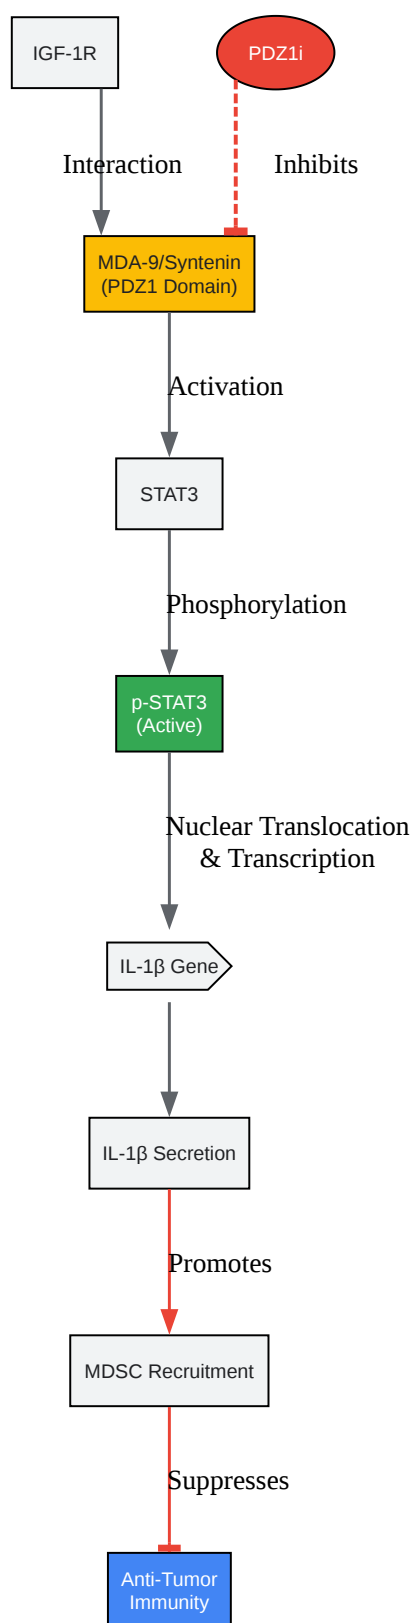 IGF-1R
PDZ1i
Interaction
Inhibits
MDA-9/Syntenin
(PDZ1 Domain)
Activation
STAT3
Phosphorylation
p-STAT3
(Active)
Nuclear Translocation
& Transcription
IL-1β Gene
IL-1β Secretion
Promotes
MDSC Recruitment
Suppresses
Anti-Tumor
Immunity